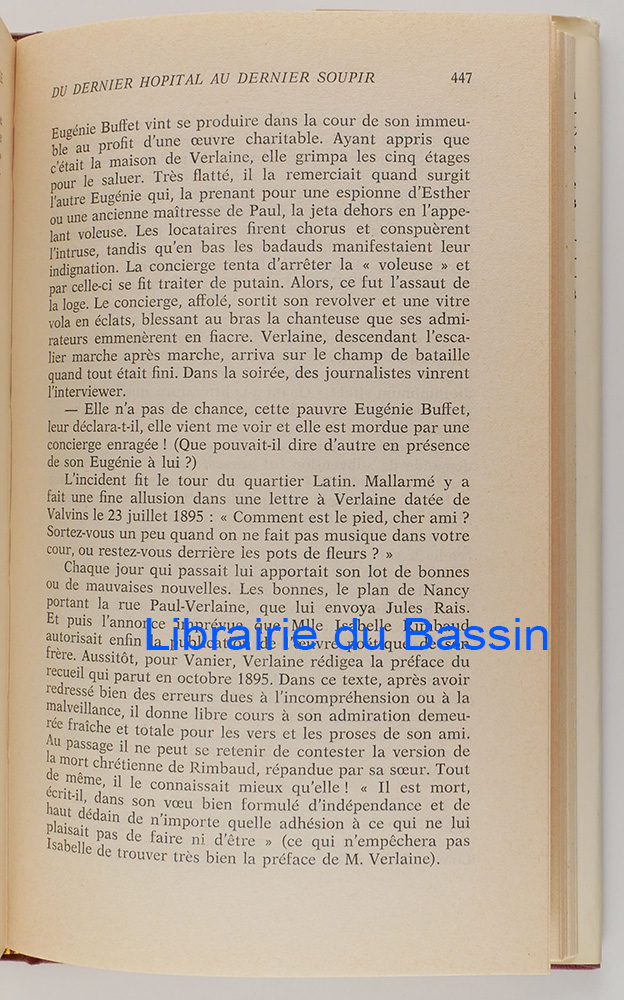 DU DERNIER HOPITAL AU DERNIER SOUPIR 447
Eugénie Buffet vint se produire dans la cour de son immeu-
ble au profit d'une œuvre charitable. Ayant appris que
c'était la maison de Verlaine, elle grimpa les cinq étages
pour le saluer. Très flatté, il la remerciait quand surgit
l'autre Eugénie qui, la prenant pour une espionne d'Esther
ou une ancienne maîtresse de Paul, la jeta dehors en l'appe-
lant voleuse. Les locataires firent chorus et conspuèrent
l'intruse, tandis qu'en bas les badauds manifestaient leur
indignation. La concierge tenta d'arrêter la « voleuse » et
par celle-ci se fit traiter de putain. Alors, ce fut l'assaut de
la loge. Le concierge, affolé, sortit son revolver et une vitre
vola en éclats, blessant au bras la chanteuse que ses admi-
rateurs emmenèrent en fiacre. Verlaine, descendant l'esca-
lier marche après marche, arriva sur le champ de bataille
quand tout était fini. Dans la soirée, des journalistes vinrent
l'interviewer.
— Elle n'a pas de chance, cette pauvre Eugénie Buffet,
leur déclara-t-il, elle vient me voir et elle est mordue par une
concierge enragée ! (Que pouvait-il dire d'autre en présence
de son Eugénie à lui ?)
L'incident fit le tour du quartier Latin. Mallarmé y a
fait une fine allusion dans une lettre à Verlaine datée de
Valvins le 23 juillet 1895 : « Comment est le pied, cher ami ?
Sortez-vous un peu quand on ne fait pas musique dans votre
cour, ou restez-vous derrière les pots de fleurs ? »
Chaque jour qui passait lui apportait son lot de bonnes
ou de mauvaises nouvelles. Les bonnes, le plan de Nancy
portant la rue Paul-Verlaine, que lui envoya Jules Rais.
Et puis l'annonce imprévue que Mlle Isabelle Rimbaud
autorisait enfin la publication de l'œuvre poétique de son
Librairie du Bassin
frère. Aussitôt, pour Vanier, Verlaine rédigea la préface du
recueil qui parut en octobre 1895. Dans ce texte, après avoir
redressé bien des erreurs dues à l'incompréhension ou à la
malveillance, il donne libre cours à son admiration demeu-
rée fraîche et totale pour les vers et les proses de son ami.
Au passage il ne peut se retenir de contester la version de
la mort chrétienne de Rimbaud, répandue par sa sœur. Tout
de même, il le connaissait mieux qu'elle ! « Il est mort,
écrit-il, dans son vœu bien formulé d'indépendance et de
haut dédain de n'importe quelle adhésion à ce qui ne lui
plaisait pas de faire ni d'être » (ce qui n'empêchera pas
Isabelle de trouver très bien la préface de M. Verlaine).